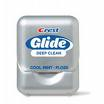 Crest
Glide
DEEP CLEAN
COOL MINT • FLOSS